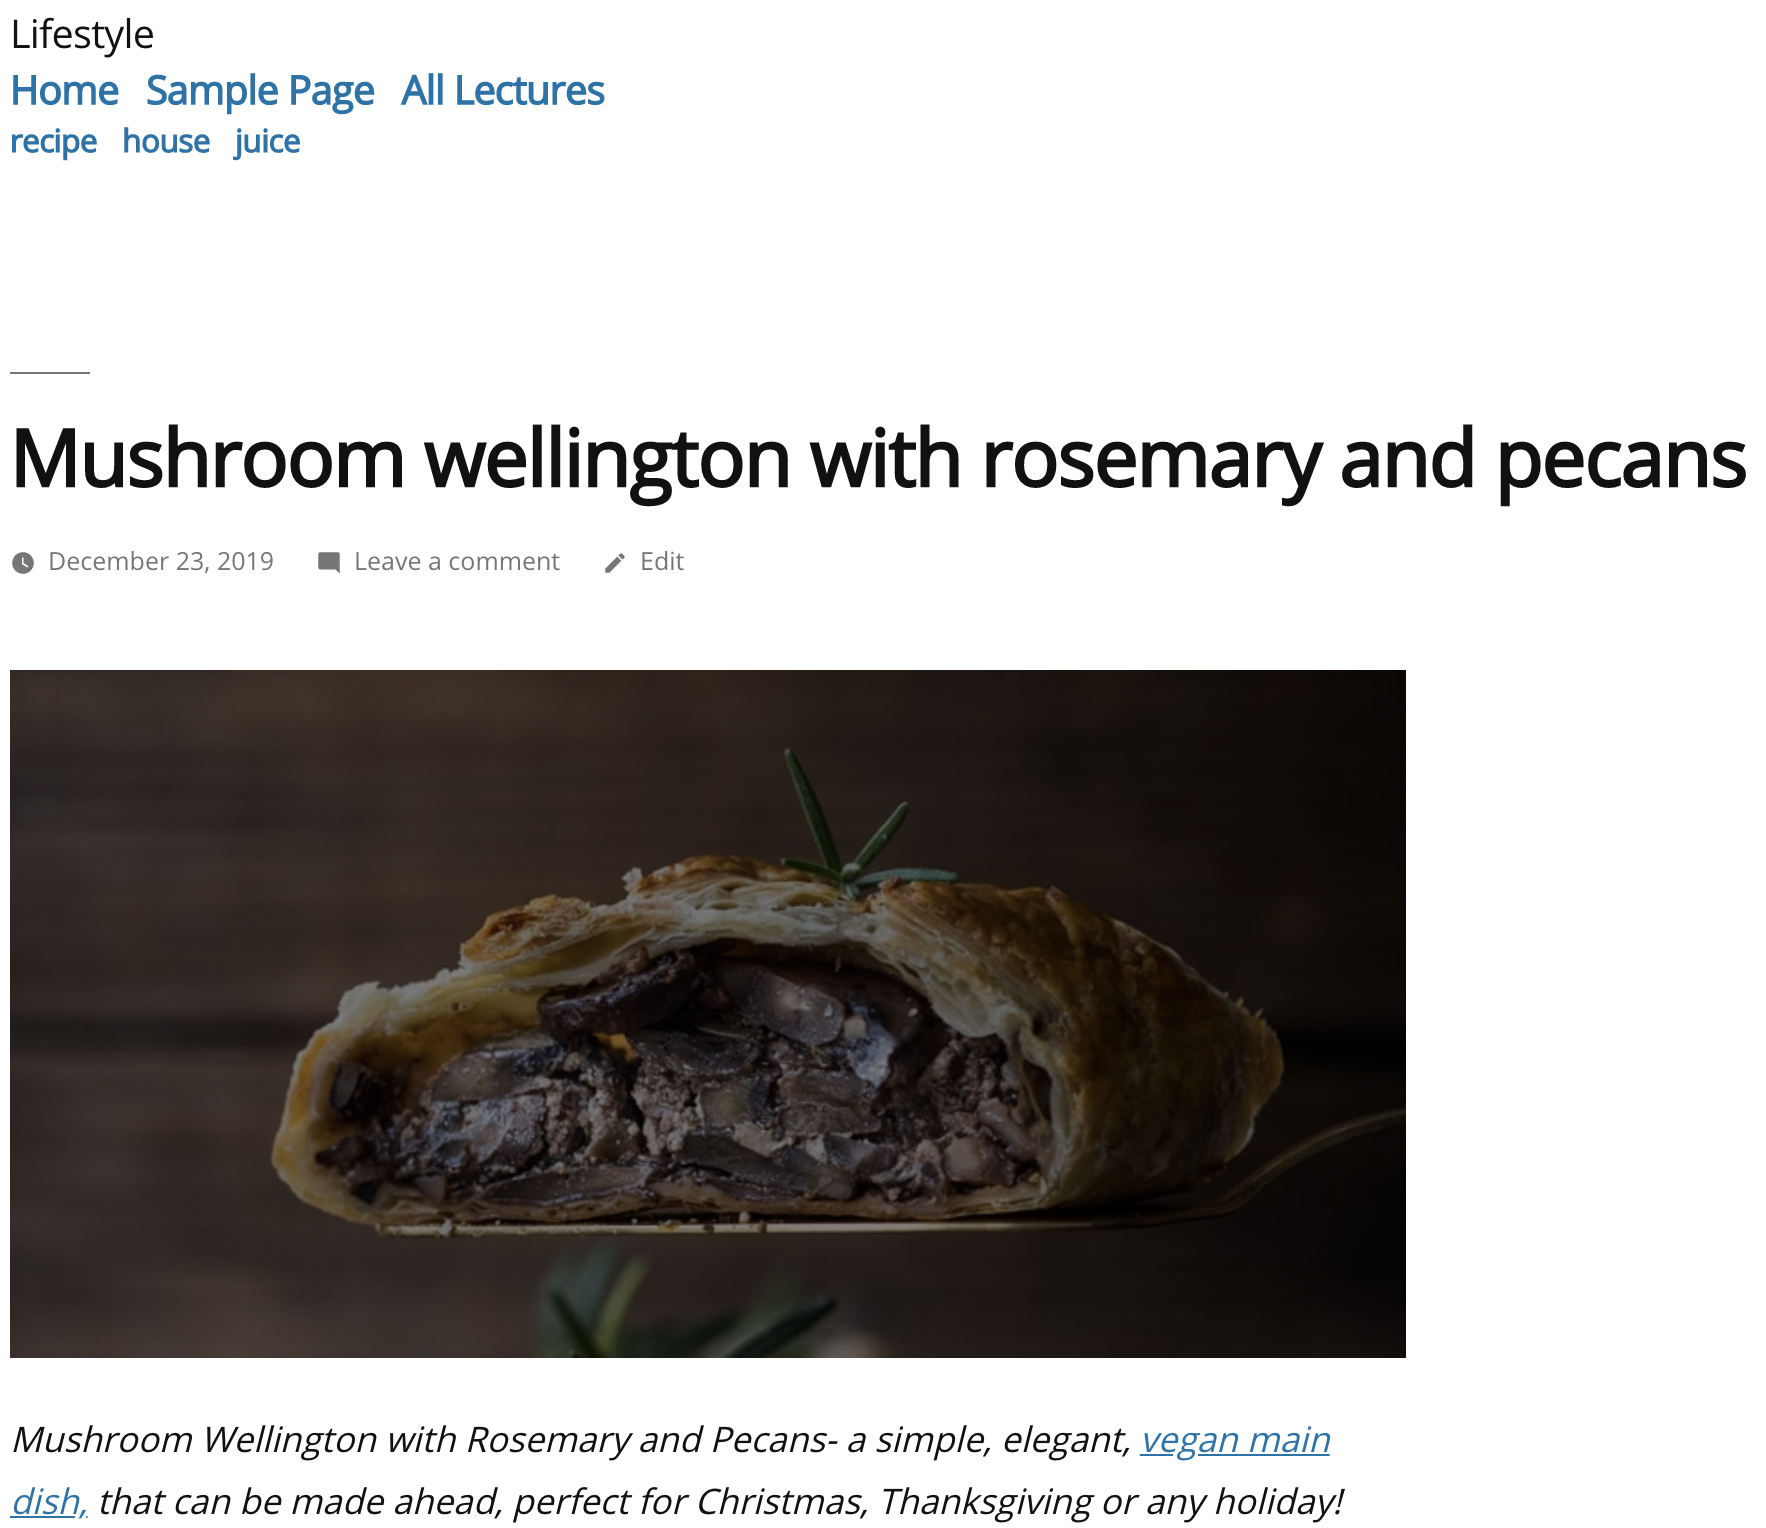 Lifestyle
Home Sample Page All Lectures
recipe house juice
Mushroom wellington with rosemary and pecans
December 23, 2019 Leave a comment Edit
Mushroom Wellington with Rosemary and Pecans- a simple, elegant, vegan main
dish, that can be made ahead, perfect for Christmas, Thanksgiving or any holiday!